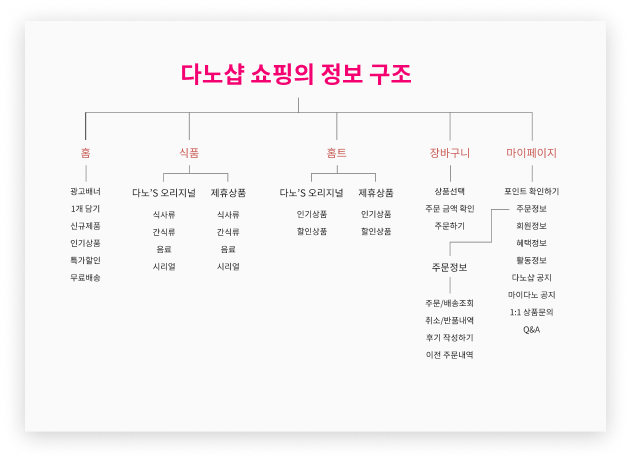 다노샵 쇼핑의 정보 구조
홈
광고배너
1개 담기
신규제품
인기상품
특가할인
무료배송
식품
다노'S 오리지널
식사류
간식류
음료
시리얼
제휴상품
식사류
간식류
음료
시리얼
홈트
다노'S 오리지널
인기상품
할인상품
제휴상품
인기상품
할인상품
장바구니
상품선택
주문 금액 확인
주문하기
주문정보
주문/배송조회
취소/반품내역
후기 작성하기
이전 주문내역
마이페이지
포인트 확인하기
주문정보
회원정보
혜택정보
활동정보
다노샵 공지
마이다노 공지
1:1 상품문의
Q&A